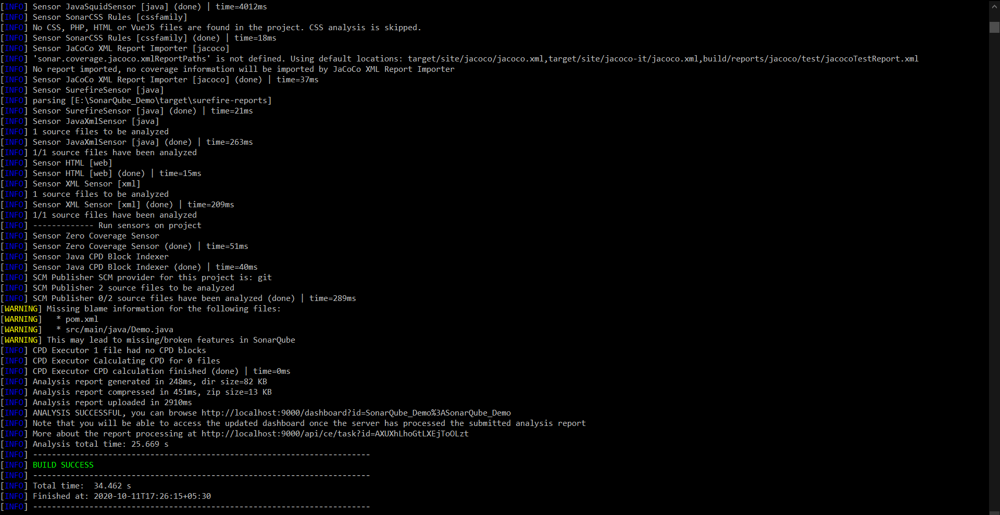 [INFO] Sensor JavaSquidSensor [java] (done) | time=4012ms
[INFO] Sensor SonarCSS Rules [cssfamily]
[INFO] No CSS, PHP, HTML or VueJS files are found in the project. CSS analysis is skipped.
[INFO] Sensor SonarCSS Rules [cssfamily] (done) | time=18ms
[INFO] Sensor JaCoCo XML Report Importer [jacoco]
[INFO] 'sonar.coverage.jacoco.xmlReportPaths' is not defined. Using default locations: target/site/jacoco/jacoco.xml,target/site/jacoco-it/jacoco.xml,build/reports/jacoco/test/jacocoTestReport.xml
[INFO] No report imported, no coverage information will be imported by JaCoCo XML Report Importer
[INFO] Sensor JaCoCo XML Report Importer [jacoco] (done) | time=37ms
[INFO] Sensor SurefireSensor [java]
[INFO] parsing [E:\SonarQube_Demo\target\surefire-reports]
[INFO] Sensor SurefireSensor [java] (done) | time=21ms
[INFO] Sensor JavaXmlSensor [java]
[INFO] 1 source files to be analyzed
[INFO] Sensor JavaXmlSensor [java] (done) | time=263ms
[INFO] 1/1 source files have been analyzed
[INFO] Sensor HTML [web]
[INFO] Sensor HTML [web] (done) | time=15ms
[INFO] Sensor XML Sensor [xml]
[INFO] 1 source files to be analyzed
[INFO] Sensor XML Sensor [xml] (done) | time=209ms
[INFO] 1/1 source files have been analyzed
[INFO] ------------- Run sensors on project
[INFO] Sensor Zero Coverage Sensor
[INFO] Sensor Zero Coverage Sensor (done) | time=51ms
[INFO] Sensor Java CPD Block Indexer
[INFO] Sensor Java CPD Block Indexer (done) | time=40ms
[INFO] SCM Publisher SCM provider for this project is: git
[INFO] SCM Publisher 2 source files to be analyzed
[INFO] SCM Publisher 0/2 source files have been analyzed (done) | time=289ms
[WARNING] Missing blame information for the following files:
[WARNING]   * pom.xml
[WARNING]   * src/main/java/Demo.java
[WARNING] This may lead to missing/broken features in SonarQube
[INFO] CPD Executor 1 file had no CPD blocks
[INFO] CPD Executor Calculating CPD for 0 files
[INFO] CPD Executor CPD calculation finished (done) | time=0ms
[INFO] Analysis report generated in 248ms, dir size=82 KB
[INFO] Analysis report compressed in 451ms, zip size=13 KB
[INFO] Analysis report uploaded in 2910ms
[INFO] ANALYSIS SUCCESSFUL, you can browse http://localhost:9000/dashboard?id=SonarQube_Demo%3ASonarQube_Demo
[INFO] Note that you will be able to access the updated dashboard once the server has processed the submitted analysis report
[INFO] More about the report processing at http://localhost:9000/api/ce/task?id=AXUXhLhoGtLXEjToOLzt
[INFO] Analysis total time: 25.669 s
[INFO] ------------------------------------------------------------------------
[INFO] BUILD SUCCESS
[INFO] ------------------------------------------------------------------------
[INFO] Total time:  34.462 s
[INFO] Finished at: 2020-10-11T17:26:15+05:30
[INFO] ------------------------------------------------------------------------